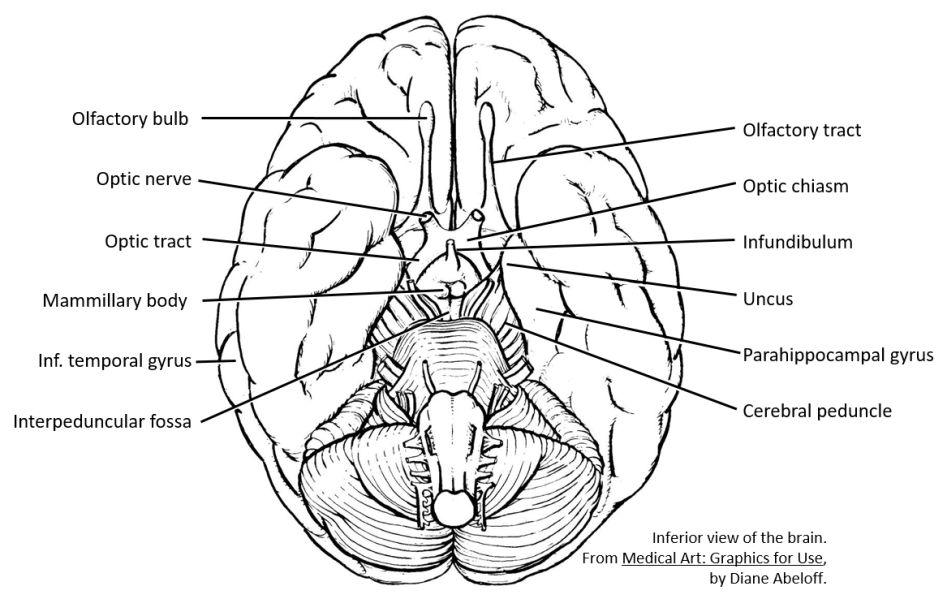 Olfactory bulb
Optic nerve
Optic tract
Mammillary body
Inf. temporal gyrus
Interpeduncular fossa
Olfactory tract
Optic chiasm
Infundibulum
Uncus
Parahippocampal gyrus
Cerebral peduncle
Inferior view of the brain.
From Medical Art: Graphics for Use,
by Diane Abeloff.